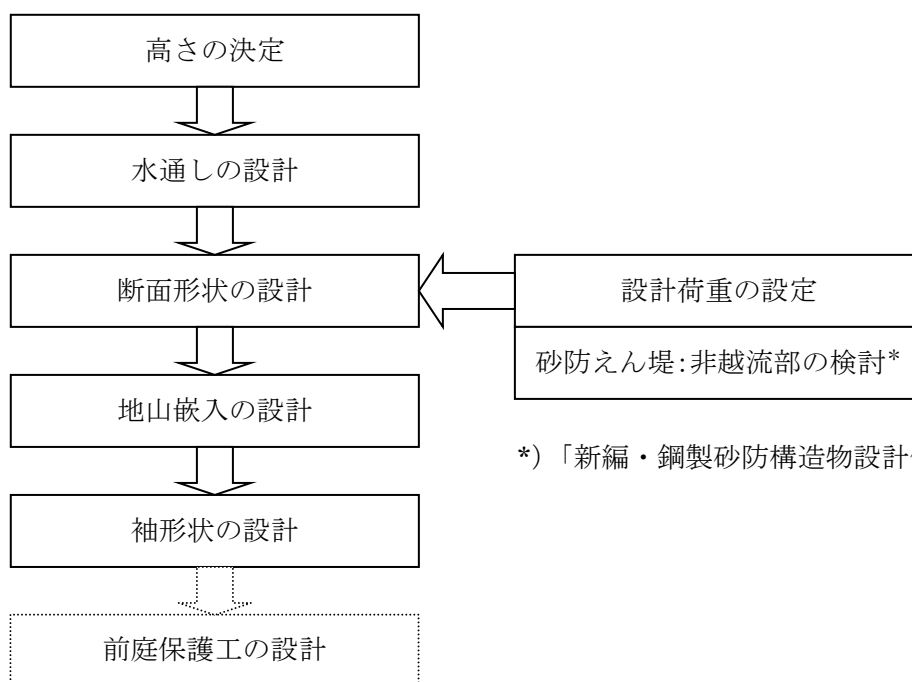 高さの決定
水通しの設計
断面形状の設計
設計荷重の設定
砂防えん堤:非越流部の検討*
地山嵌入の設計
*）「新編・鋼製砂防構造物設計
袖形状の設計
前庭保護工の設計